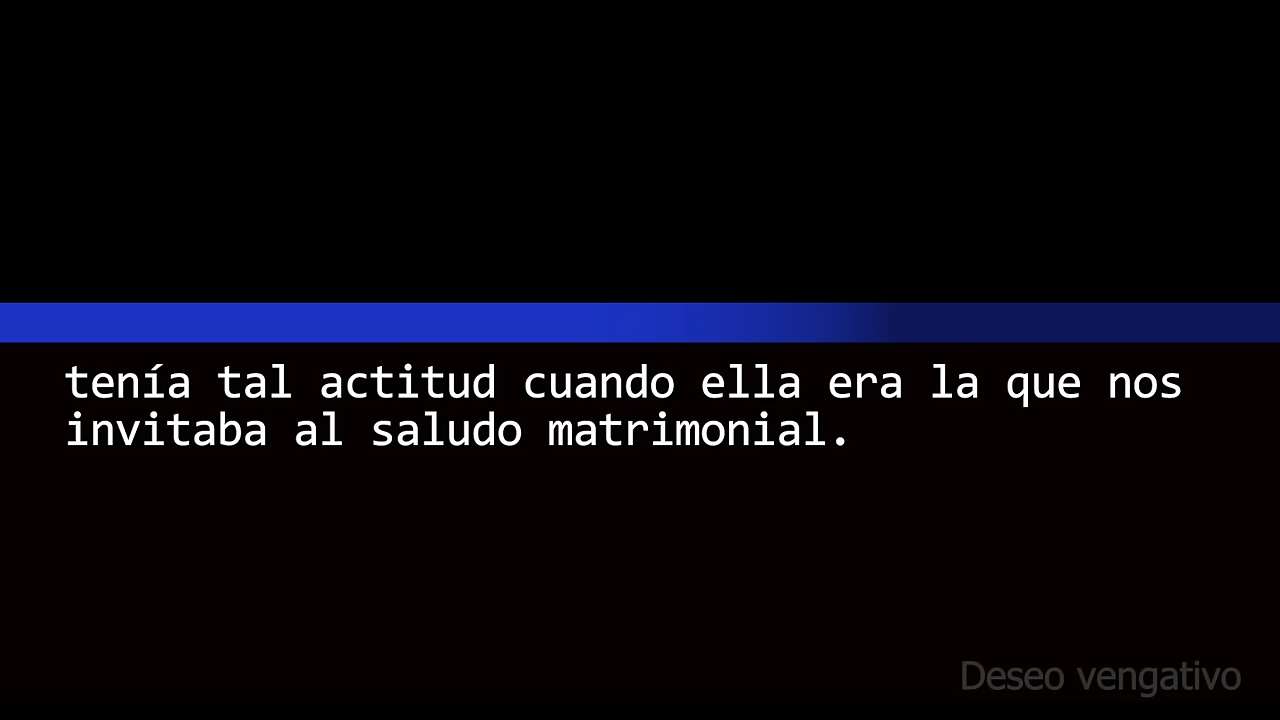 tenía tal actitud cuando ella era la que nos
invitaba al saludo matrimonial.
Deseo vengativo